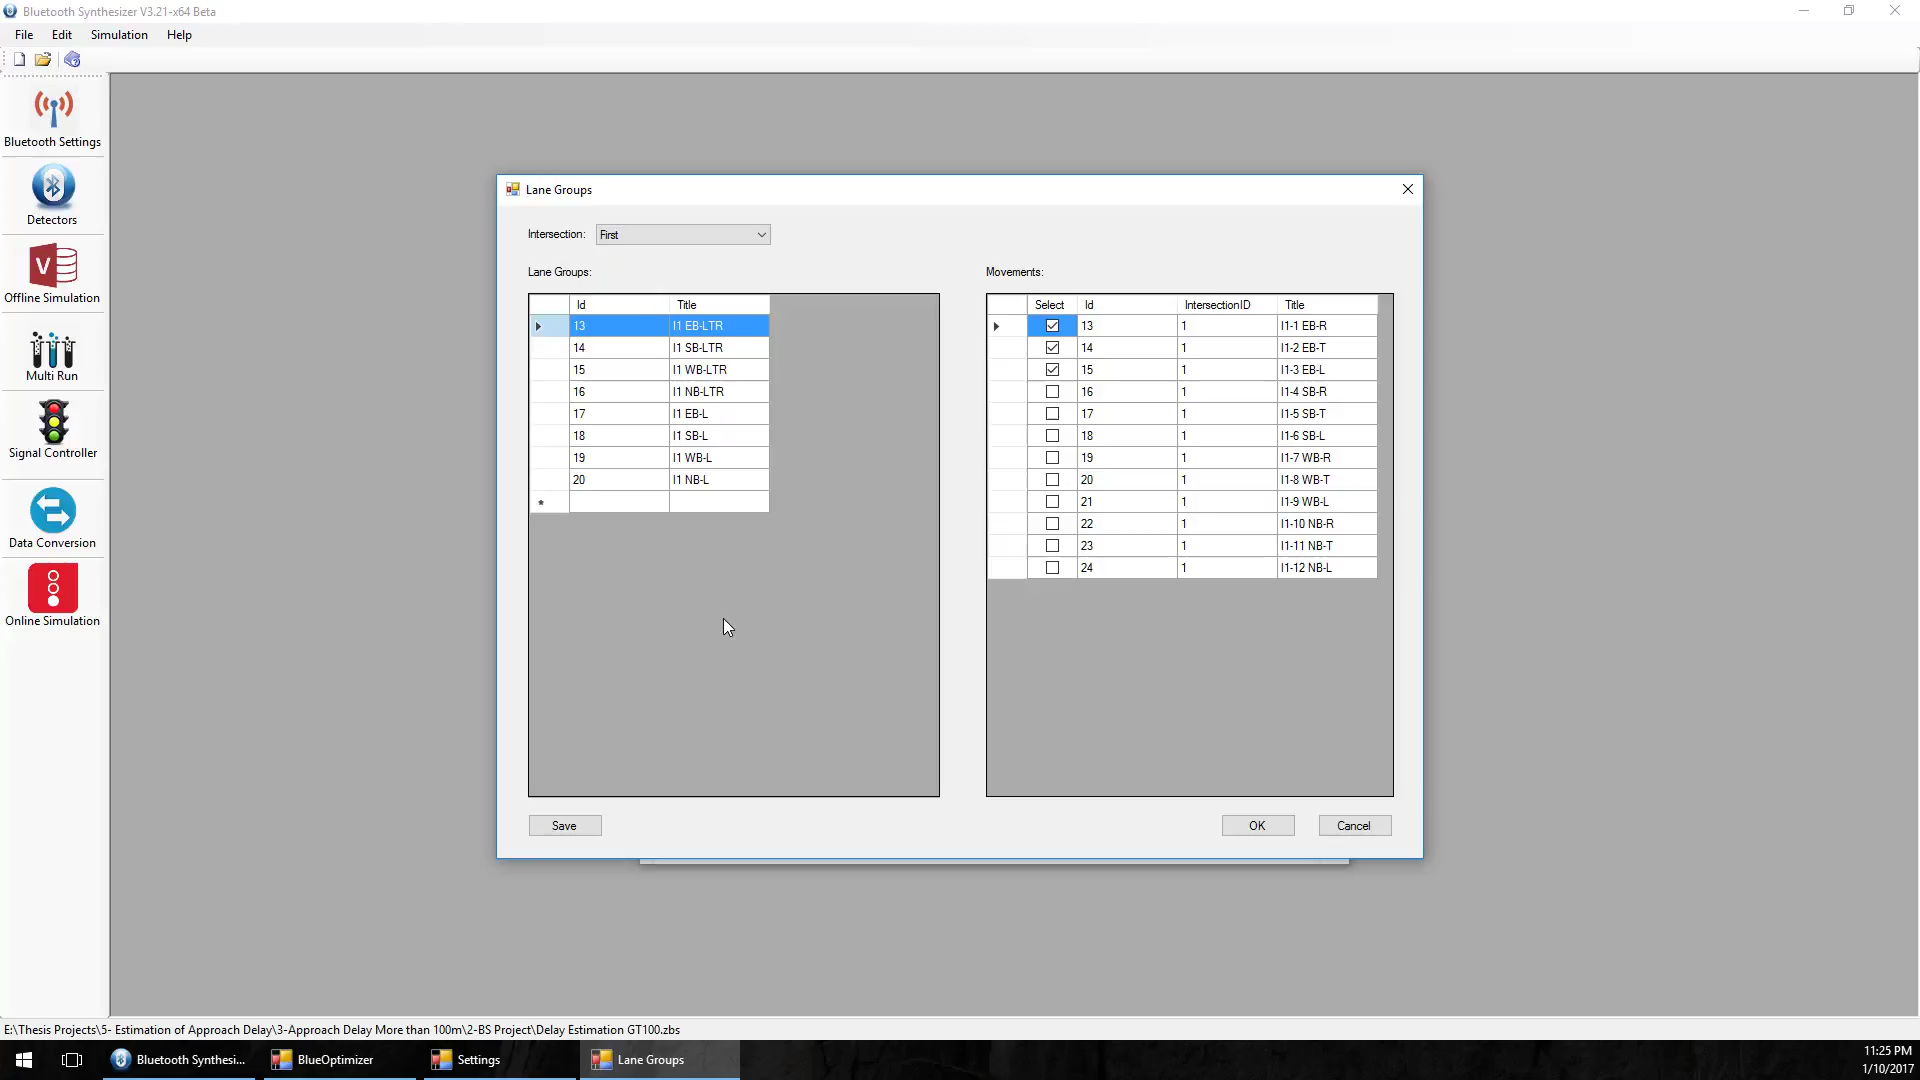 Bluetooth Synthesizer V3.21-x64 Beta
File Edit Simulation Help
Bluetooth Settings
Detectors
Offline Simulation
Multi Run
Signal Controller
Data Conversion
Online Simulation
Lane Groups
Intersection: First
Lane Groups:
Id Title
13 I1 EB-LTR
14 I1 SB-LTR
15 I1 WB-LTR
16 I1 NB-LTR
17 I1 EB-L
18 I1 SB-L
19 I1 WB-L
20 I1 NB-L
*
Movements:
Select Id IntersectionID Title
13 1 I1-1 EB-R
14 1 I1-2 EB-T
15 1 I1-3 EB-L
16 1 I1-4 SB-R
17 1 I1-5 SB-T
18 1 I1-6 SB-L
19 1 I1-7 WB-R
20 1 I1-8 WB-T
21 1 I1-9 WB-L
22 1 I1-10 NB-R
23 1 I1-11 NB-T
24 1 I1-12 NB-L
Save OK Cancel
E:\Thesis Projects\5- Estimation of Approach Delay\3-Approach Delay More than 100m\2-BS Project\Delay Estimation GT100.zbs
Bluetooth Synthesi... BlueOptimizer Settings Lane Groups
11:25 PM
1/10/2017